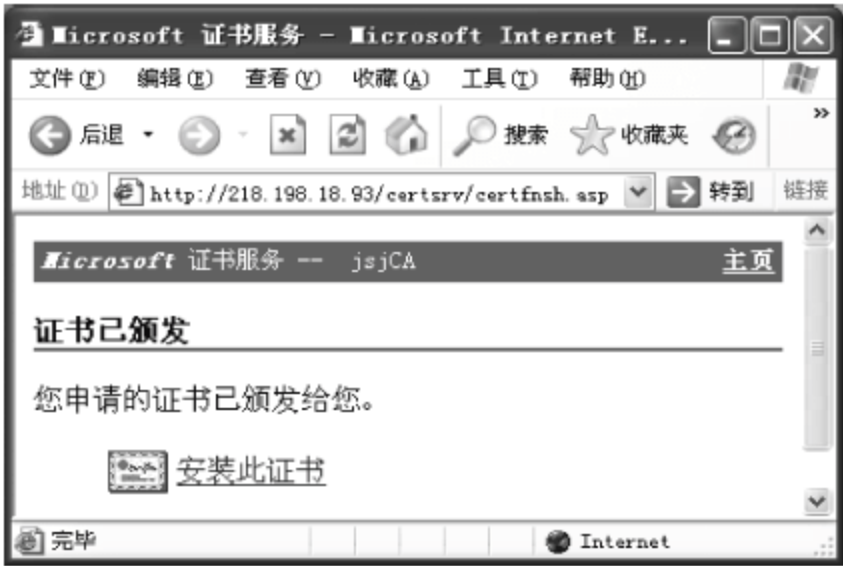 Microsoft 证书服务 - Microsoft Internet E...
文件(F) 编辑(E) 查看(V) 收藏(A) 工具(T) 帮助(H)
后退 搜索 收藏夹 »
地址(D) http://218.198.18.93/certsrv/certfnsh.asp 转到 链接
Microsoft 证书服务 -- jsjCA 主页
证书已颁发
您申请的证书已颁发给您。
安装此证书
完毕 Internet